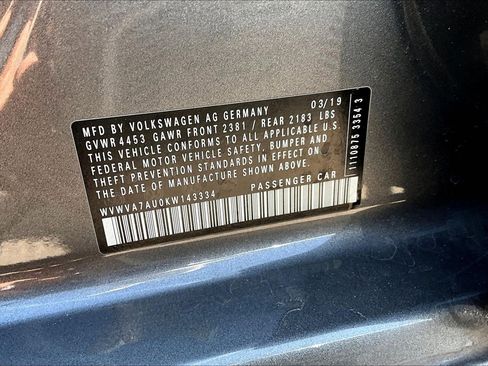 MFD BY VOLKSWAGEN AG GERMANY 03/19
GVWR 4453 GAWR FRONT 2381 / REAR 2183 LBS
THIS VEHICLE CONFORMS TO ALL APPLICABLE U.S.
FEDERAL MOTOR VEHICLE SAFETY, BUMPER AND
THEFT PREVENTION STANDARDS IN EFFECT ON
THE DATE OF MANUFACTURE SHOWN ABOVE.
WVWVA7AU0KW143334 PASSENGER CAR
1110875 3354 3